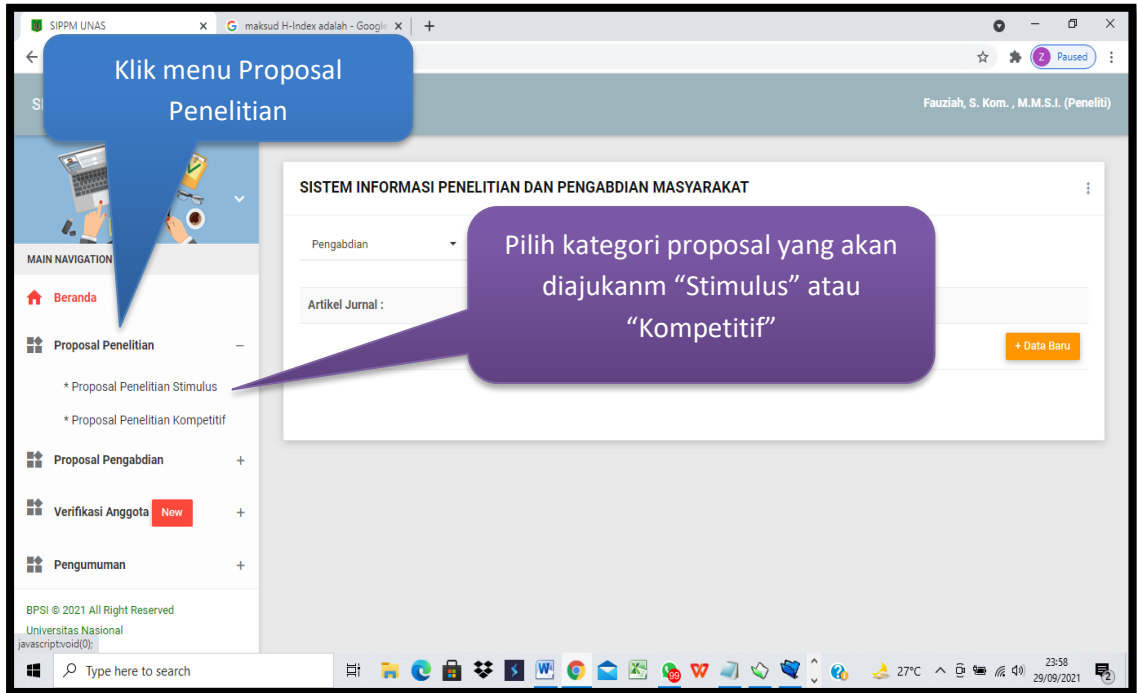 SIPPM UNAS
maksud H-Index adalah - Google
Paused
Klik menu Proposal
Penelitian
Fauziah, S. Kom. , M.M.S.I. (Peneliti)
SISTEM INFORMASI PENELITIAN DAN PENGABDIAN MASYARAKAT
Pengabdian
Pilih kategori proposal yang akan
diajukanm “Stimulus” atau
“Kompetitif”
MAIN NAVIGATION
Beranda
Artikel Jurnal :
Proposal Penelitian
+ Data Baru
* Proposal Penelitian Stimulus
* Proposal Penelitian Kompetitif
Proposal Pengabdian
Verifikasi Anggota New
Pengumuman
BPSI © 2021 All Right Reserved
Universitas Nasional
javascript:void(0);
Type here to search
27°C
23:58
29/09/2021